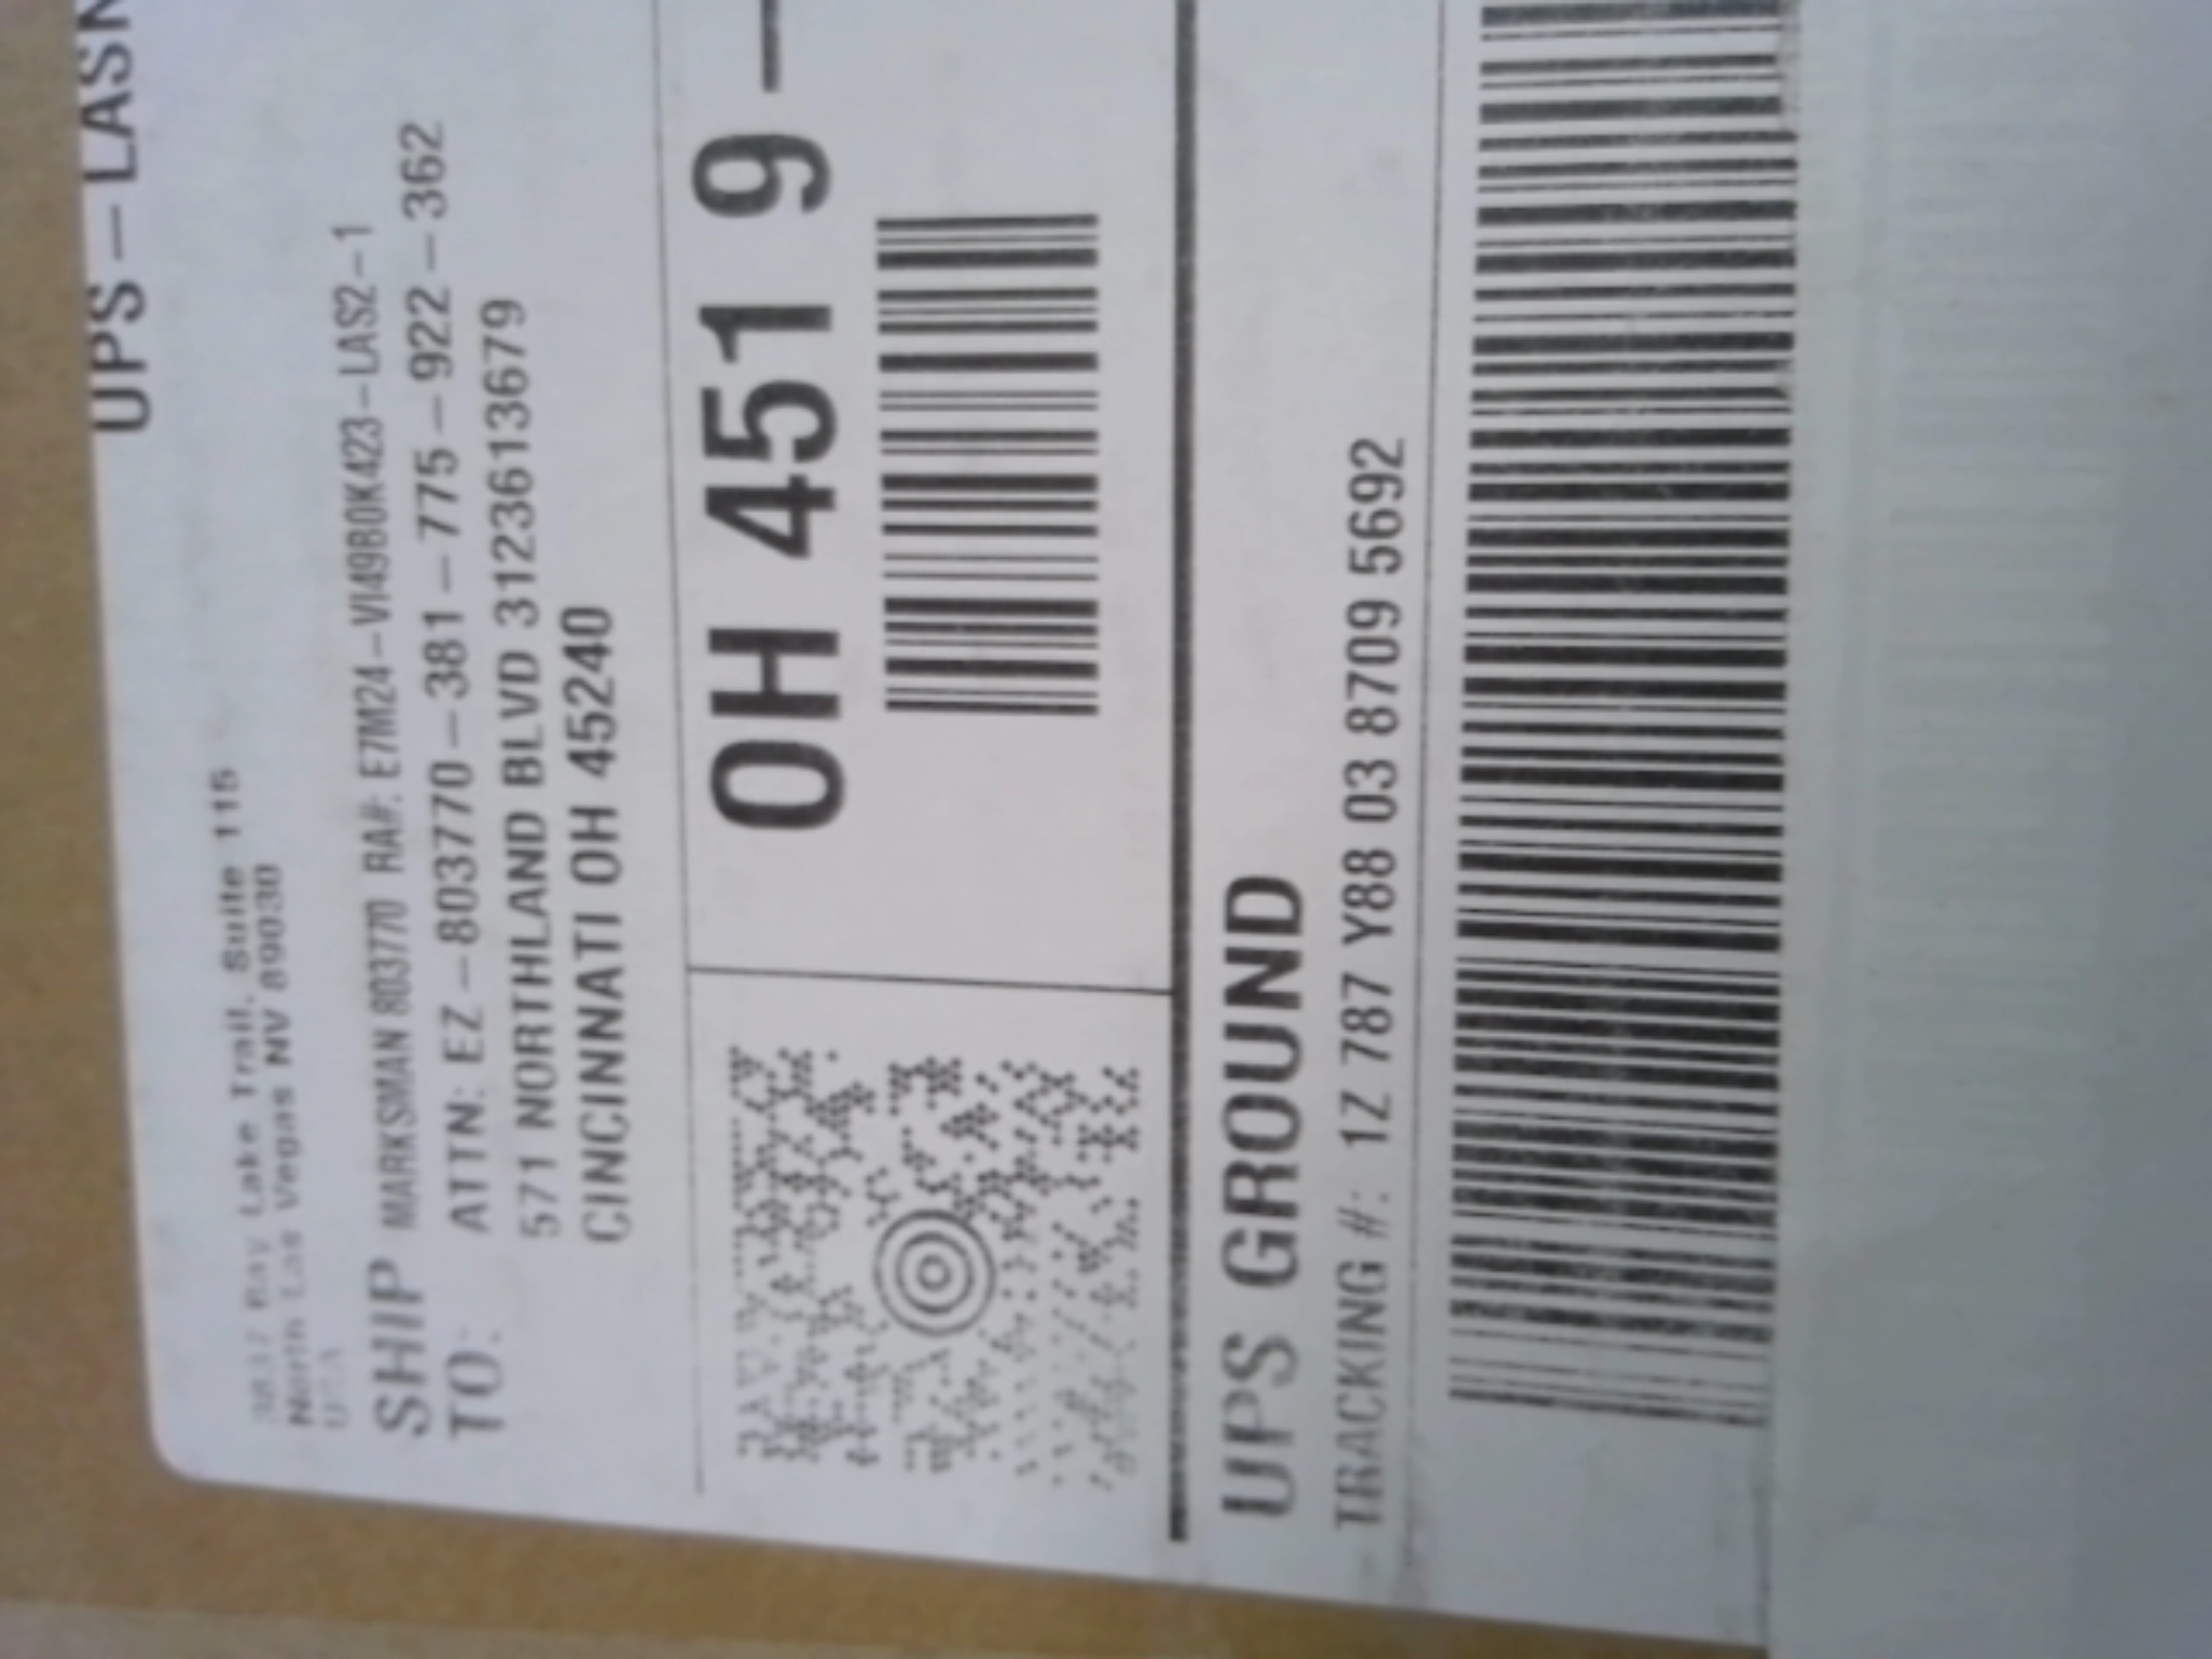 UPS-LASN
Bay Lake Trail, Suite 115
North Las Vegas NV 89030
USA
SHIP TO:
MARKSMAN 803770 RA#: E7M24-VI49B0K423-LAS2-1
ATTN: EZ-803770-381-775-922-362
571 NORTHLAND BLVD 31236136​79
CINCINNATI OH 45240
OH 451 9-
UPS GROUND
TRACKING #: 1Z 787 Y88 03 8709 5692